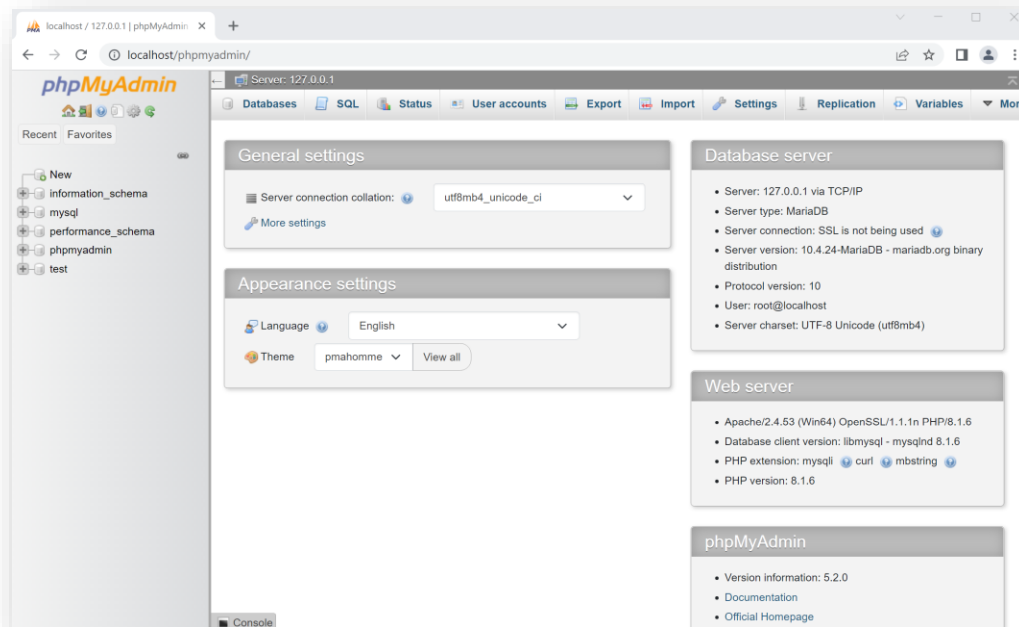 localhost / 127.0.0.1 | phpMyAdmin
localhost/phpmyadmin/
phpMyAdmin
Recent Favorites
New
information_schema
mysql
performance_schema
phpmyadmin
test
Server: 127.0.0.1
Databases SQL Status User accounts Export Import Settings Replication Variables Mor
General settings
Server connection collation: utf8mb4_unicode_ci
More settings
Appearance settings
Language English
Theme pmahomme View all
Database server
• Server: 127.0.0.1 via TCP/IP
• Server type: MariaDB
• Server connection: SSL is not being used
• Server version: 10.4.24-MariaDB - mariadb.org binary
distribution
• Protocol version: 10
• User: root@localhost
• Server charset: UTF-8 Unicode (utf8mb4)
Web server
• Apache/2.4.53 (Win64) OpenSSL/1.1.1n PHP/8.1.6
• Database client version: libmysql - mysqlnd 8.1.6
• PHP extension: mysqli curl mbstring
• PHP version: 8.1.6
phpMyAdmin
• Version information: 5.2.0
• Documentation
• Official Homepage
Console